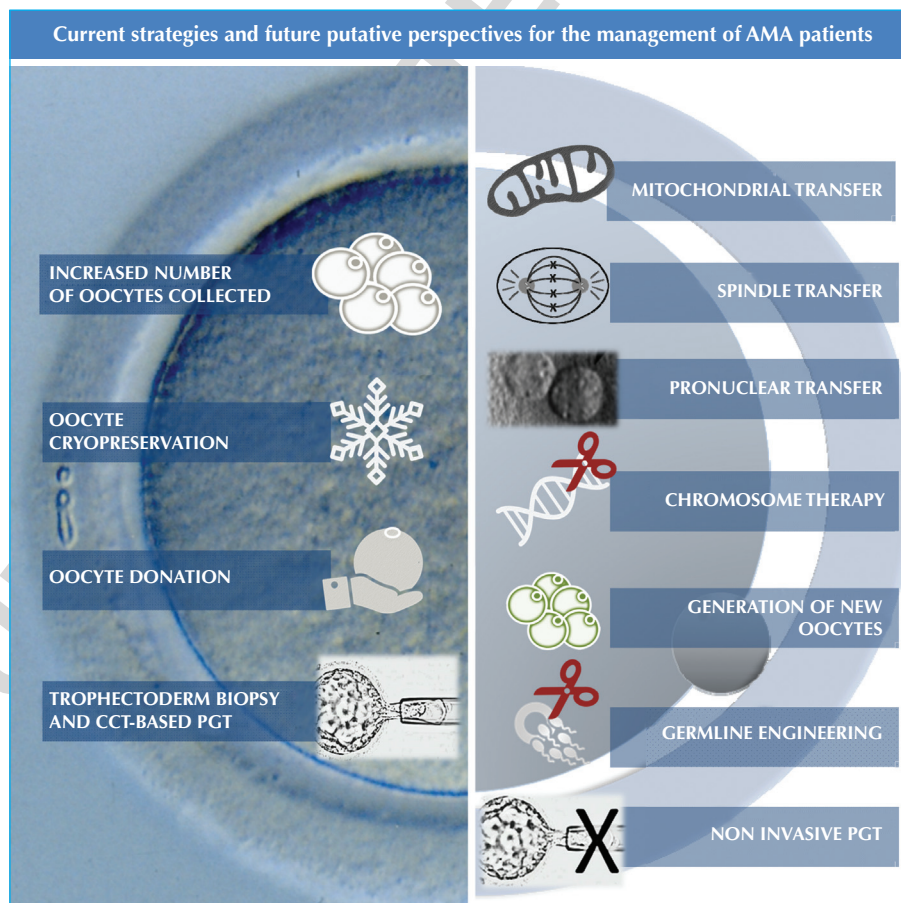 Current strategies and future putative perspectives for the management of AMA patients
INCREASED NUMBER
OF OOCYTES COLLECTED
OOCYTE
CRYOPRESERVATION
OOCYTE DONATION
TROPHECTODERM BIOPSY
AND CCT-BASED PGT
MITOCHONDRIAL TRANSFER
SPINDLE TRANSFER
PRONUCLEAR TRANSFER
CHROMOSOME THERAPY
GENERATION OF NEW
OOCYTES
GERMLINE ENGINEERING
NON INVASIVE PGT